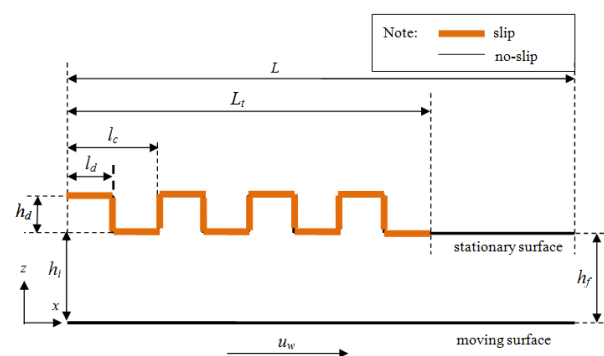 Note: slip
no-slip
L
L_t
l_c
l_d
h_d
stationary surface
h_i
h_f
z
x
moving surface
u_w